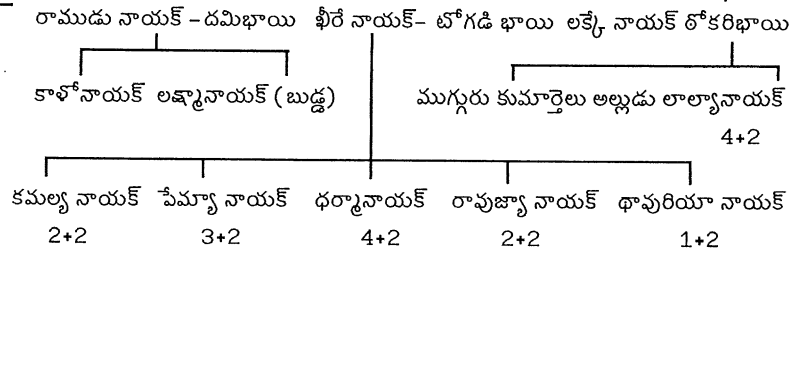 రాముడు నాయక్ – దమిభాయి ఖీరే నాయక్– టోగడి భాయి లక్కే నాయక్ ఠోకరిభాయి
కాళోనాయక్ లక్ష్మానాయక్ (బుడ్డ) ముగ్గురు కుమార్తెలు అల్లుడు లాల్యానాయక్
4+2
కమల్య నాయక్ పేమ్యా నాయక్ ధర్మానాయక్ రావుజ్యా నాయక్ థావురియా నాయక్
2+2 3+2 4+2 2+2 1+2